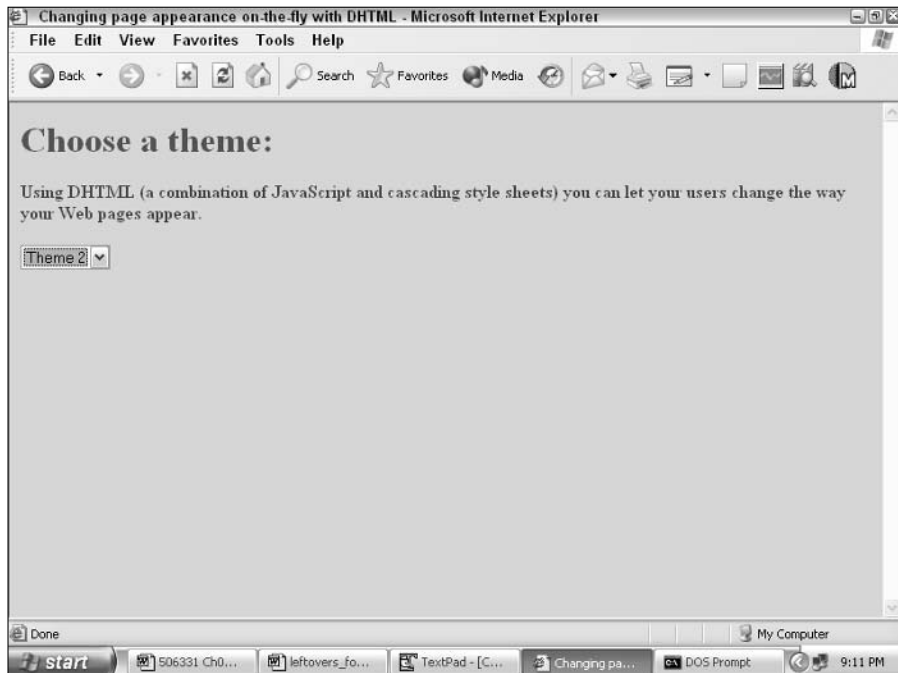 Changing page appearance on-the-fly with DHTML - Microsoft Internet Explorer
File Edit View Favorites Tools Help
Back Search Favorites Media
Choose a theme:
Using DHTML (a combination of JavaScript and cascading style sheets) you can let your users change the way
your Web pages appear.
Theme 2
Done My Computer
start 506331 Ch0... leftovers_fo... TextPad - [C... Changing pa... DOS Prompt 9:11 PM